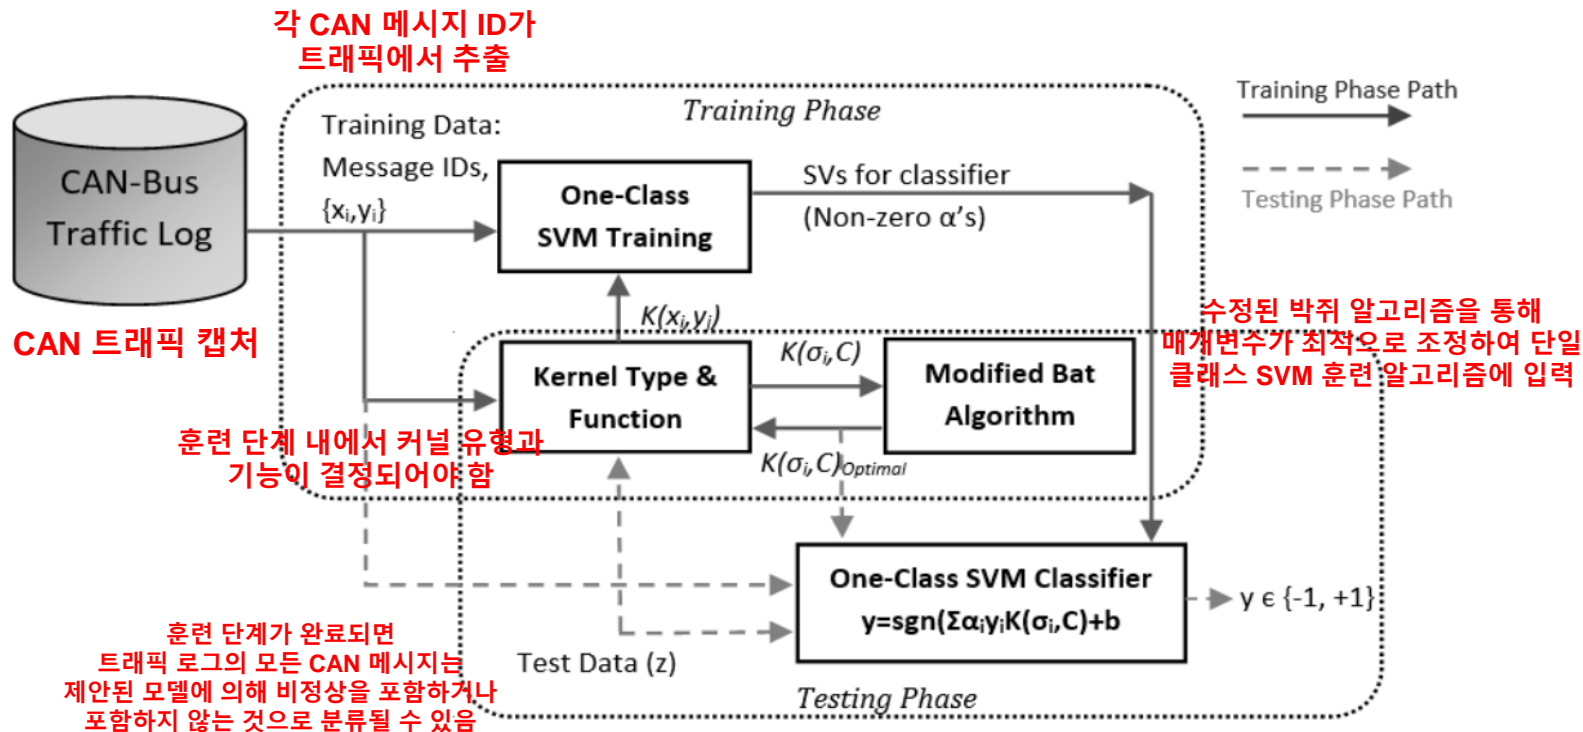 각 CAN 메시지 ID가
트래픽에서 추출
Training Phase
Training Phase Path
Testing Phase Path
Training Data:
Message IDs,
{xᵢ,yᵢ}
CAN-Bus
Traffic Log
CAN 트래픽 캡처
One-Class
SVM Training
SVs for classifier
(Non-zero α's)
K(xᵢ,yⱼ)
수정된 박쥐 알고리즘을 통해
매개변수가 최적으로 조정하여 단일
클래스 SVM 훈련 알고리즘에 입력
Kernel Type &
Function
K(σᵢ,C)
Modified Bat
Algorithm
K(σᵢ,C)Optimal
훈련 단계 내에서 커널 유형과
기능이 결정되어야 함
One-Class SVM Classifier
y=sgn(ΣαᵢyᵢK(σᵢ,C)+b
y ϵ {-1, +1}
Test Data (z)
Testing Phase
훈련 단계가 완료되면
트래픽 로그의 모든 CAN 메시지는
제안된 모델에 의해 비정상을 포함하거나
포함하지 않는 것으로 분류될 수 있음